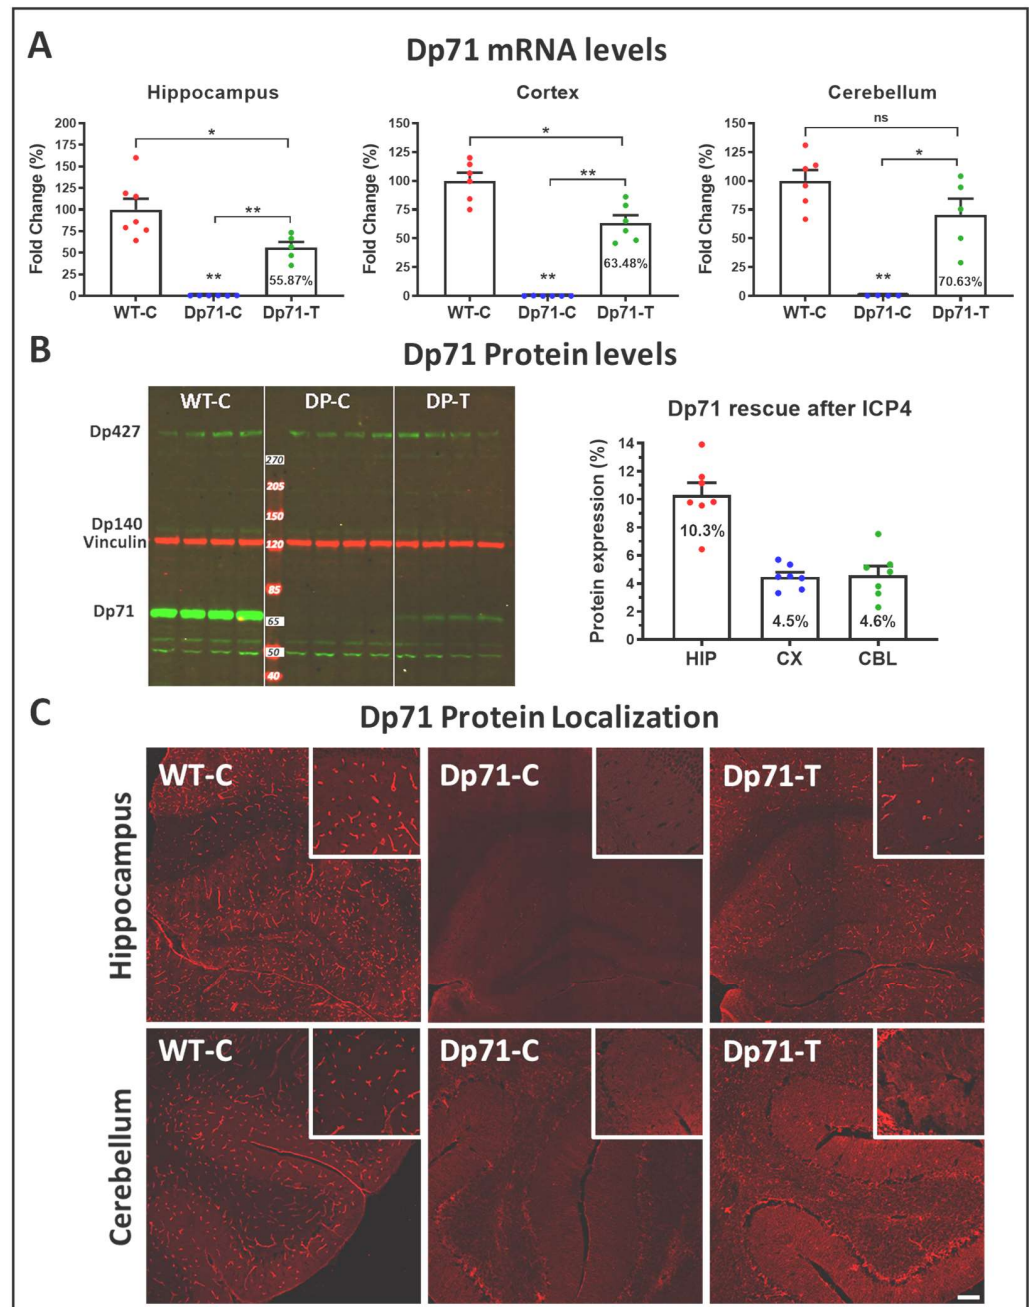 A
Dp71 mRNA levels
Hippocampus
Cortex
Cerebellum
Fold Change (%)
200
175
150
125
100
75
50
25
0
*
**
**
55.87%
WT-C
Dp71-C
Dp71-T
Fold Change (%)
150
125
100
75
50
25
0
*
**
**
63.48%
WT-C
Dp71-C
Dp71-T
Fold Change (%)
150
125
100
75
50
25
0
ns
*
**
70.63%
WT-C
Dp71-C
Dp71-T
B
Dp71 Protein levels
WT-C
DP-C
DP-T
Dp427
Dp140
Vinculin
Dp71
270
205
150
120
85
65
50
40
Dp71 rescue after ICP4
Protein expression (%)
14
12
10
8
6
4
2
0
10.3%
4.5%
4.6%
HIP
CX
CBL
C
Dp71 Protein Localization
Hippocampus
WT-C
Dp71-C
Dp71-T
Cerebellum
WT-C
Dp71-C
Dp71-T